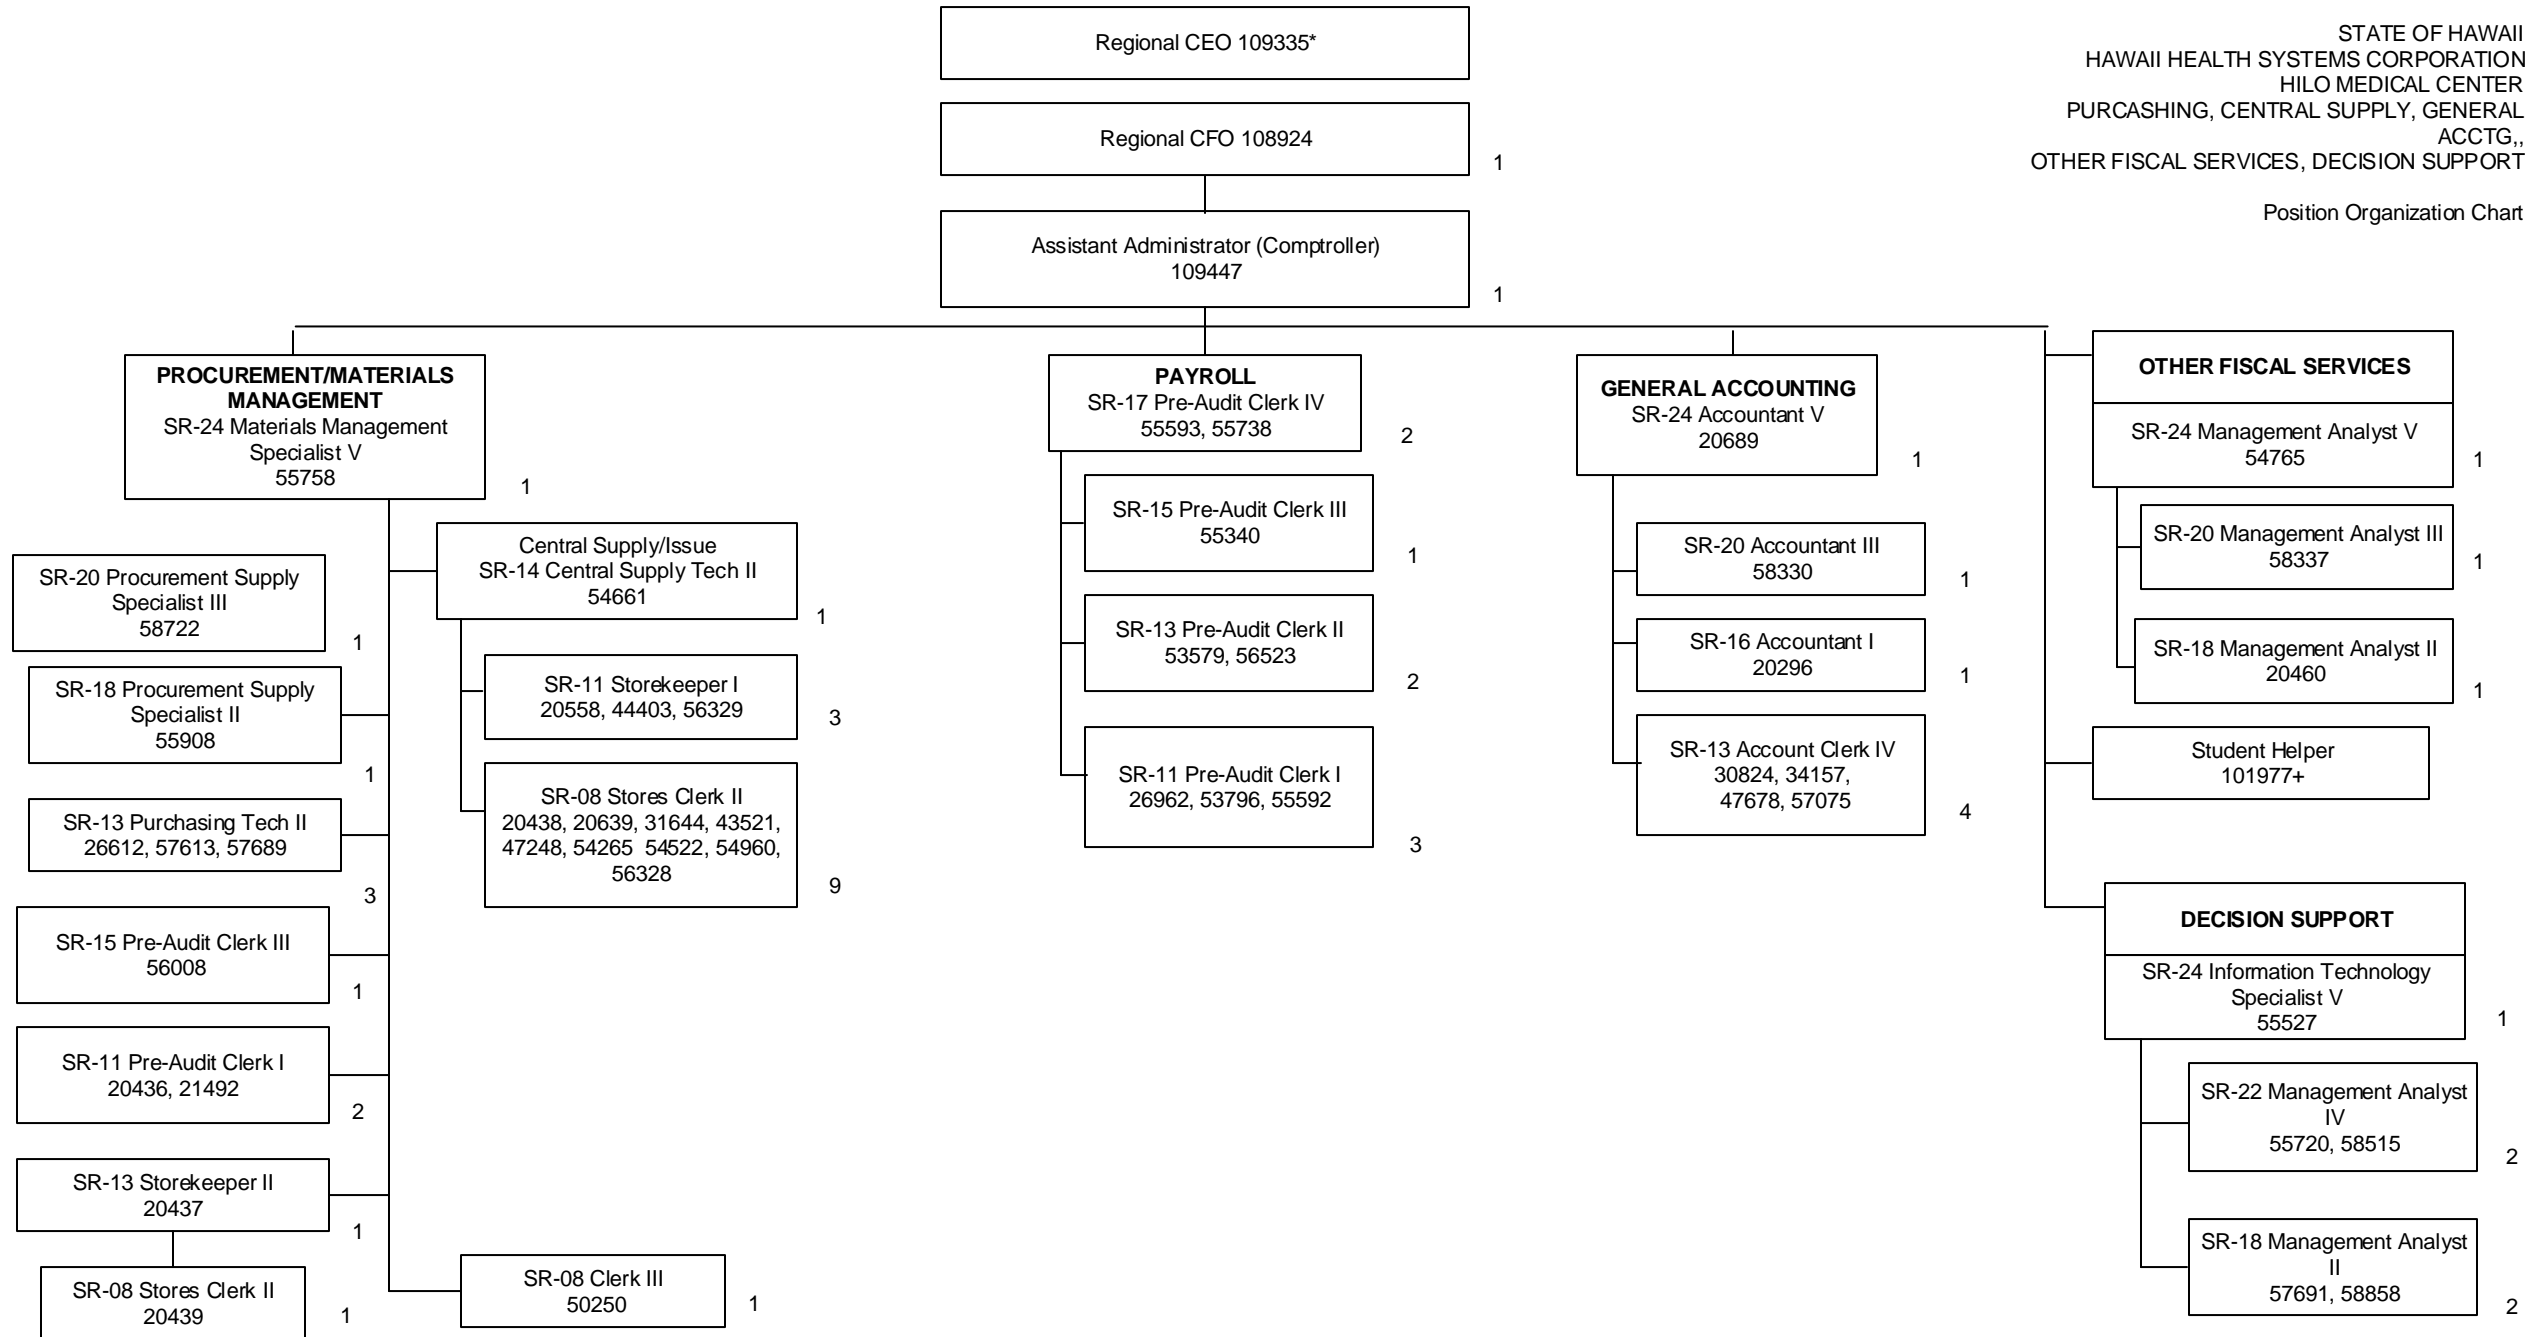 Regional CEO 109335*
STATE OF HAWAII
HAWAII HEALTH SYSTEMS CORPORATION
HILO MEDICAL CENTER
PURCASHING, CENTRAL SUPPLY, GENERAL
ACCTG,,
OTHER FISCAL SERVICES, DECISION SUPPORT
Position Organization Chart
Regional CFO 108924
1
Assistant Administrator (Comptroller)
109447
1
PROCUREMENT/MATERIALS
MANAGEMENT
SR-24 Materials Management
Specialist V
55758
1
SR-20 Procurement Supply
Specialist III
58722
1
SR-18 Procurement Supply
Specialist II
55908
1
SR-13 Purchasing Tech II
26612, 57613, 57689
3
SR-15 Pre-Audit Clerk III
56008
1
SR-11 Pre-Audit Clerk I
20436, 21492
2
SR-13 Storekeeper II
20437
1
SR-08 Stores Clerk II
20439
1
Central Supply/Issue
SR-14 Central Supply Tech II
54661
1
SR-11 Storekeeper I
20558, 44403, 56329
3
SR-08 Stores Clerk II
20438, 20639, 31644, 43521,
47248, 54265  54522, 54960,
56328
9
SR-08 Clerk III
50250
1
PAYROLL
SR-17 Pre-Audit Clerk IV
55593, 55738
2
SR-15 Pre-Audit Clerk III
55340
1
SR-13 Pre-Audit Clerk II
53579, 56523
2
SR-11 Pre-Audit Clerk I
26962, 53796, 55592
3
GENERAL ACCOUNTING
SR-24 Accountant V
20689
1
SR-20 Accountant III
58330
1
SR-16 Accountant I
20296
1
SR-13 Account Clerk IV
30824, 34157,
47678, 57075
4
OTHER FISCAL SERVICES
SR-24 Management Analyst V
54765
1
SR-20 Management Analyst III
58337
1
SR-18 Management Analyst II
20460
1
Student Helper
101977+
DECISION SUPPORT
SR-24 Information Technology
Specialist V
55527
1
SR-22 Management Analyst
IV
55720, 58515
2
SR-18 Management Analyst
II
57691, 58858
2